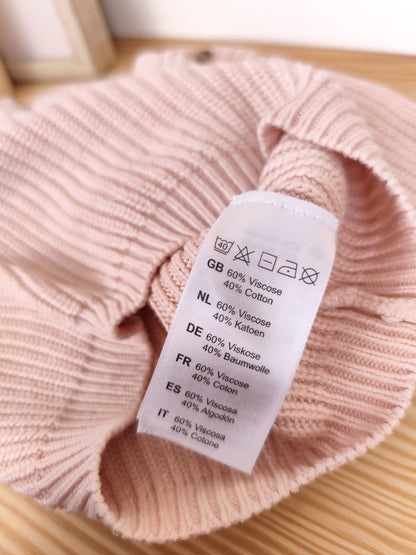 40
GB 60% Viscose
40% Cotton
NL 60% Viscose
40% Katoen
DE 60% Viskose
40% Baumwolle
FR 60% Viscose
40% Coton
ES 60% Viscosa
40% Algodón
IT 60% Viscosa
40% Colone